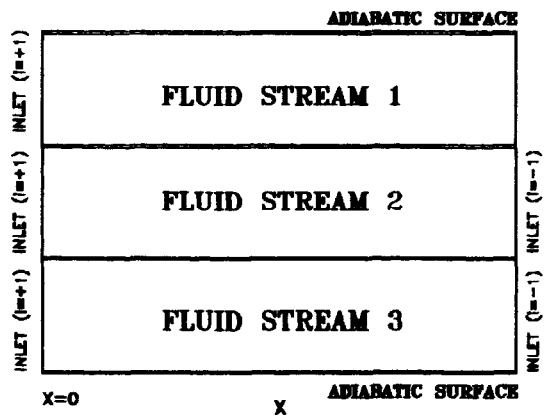 ADIABATIC SURFACE
INLET (i=+1)
FLUID STREAM 1
INLET (i=+1)
FLUID STREAM 2
INLET (i=-1)
INLET (i=+1)
FLUID STREAM 3
INLET (i=-1)
X=0
X
ADIABATIC SURFACE